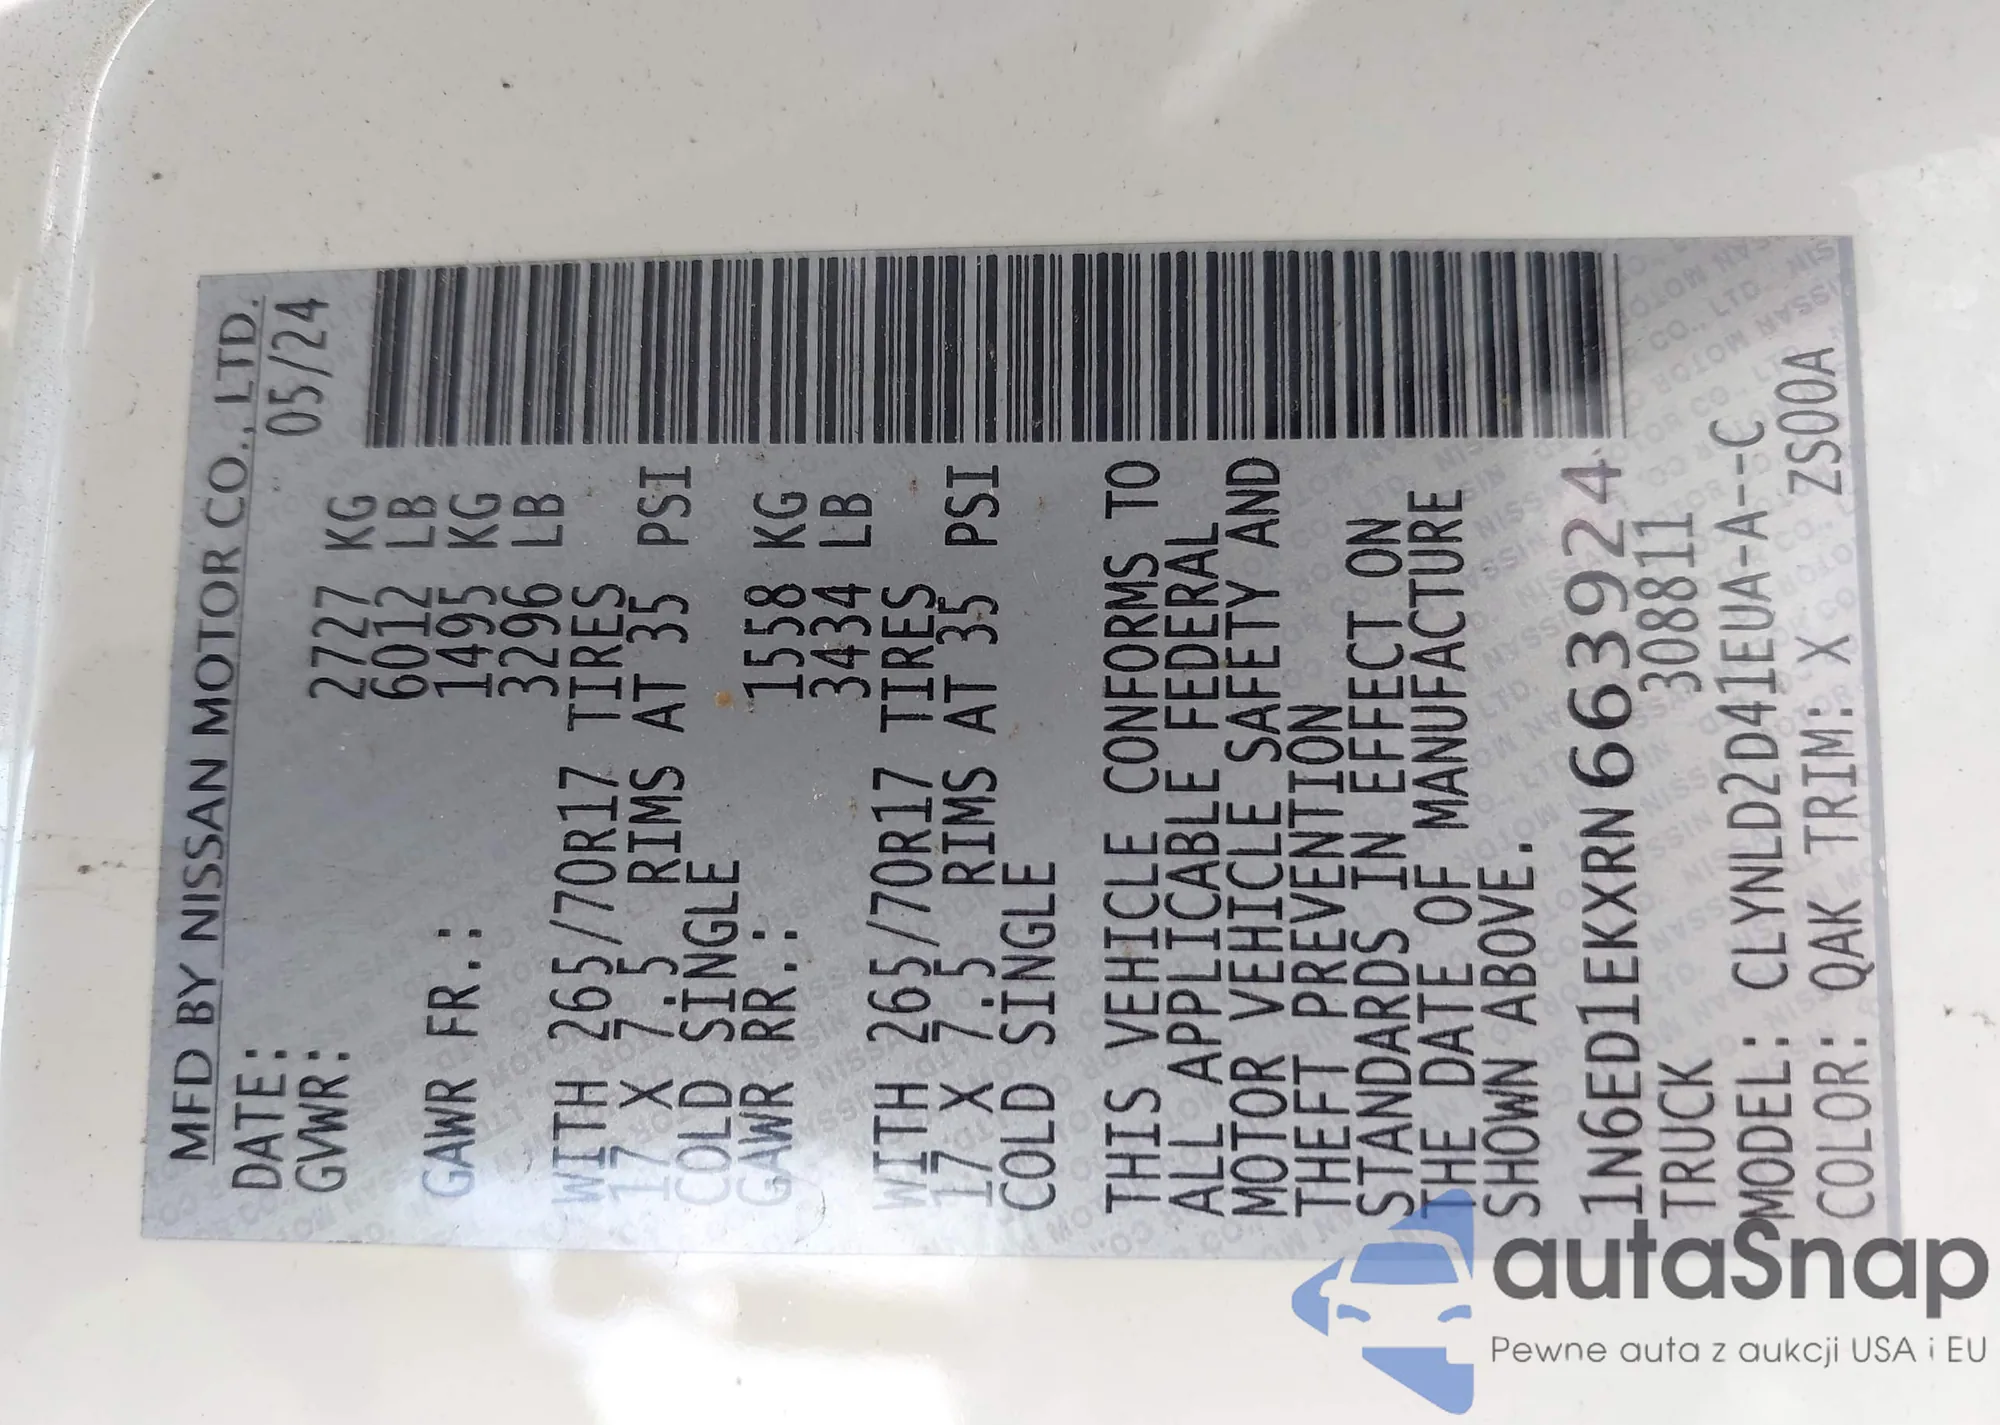 MFD BY NISSAN MOTOR CO., LTD.
DATE: 05/24
GVWR: 2727 KG
6012 LB
GAWR FR.: 1495 KG
3296 LB
WITH 265/70R17 TIRES
17 X 7.5 RIMS AT 35 PSI
COLD SINGLE
GAWR RR.: 1558 KG
3434 LB
WITH 265/70R17 TIRES
17 X 7.5 RIMS AT 35 PSI
COLD SINGLE
THIS VEHICLE CONFORMS TO
ALL APPLICABLE FEDERAL
MOTOR VEHICLE SAFETY AND
THEFT PREVENTION
STANDARDS IN EFFECT ON
THE DATE OF MANUFACTURE
SHOWN ABOVE.
1N6ED1EKXRN663924
TRUCK 308811
MODEL: CLYNLD2D41EUA-A--C
COLOR: QAK TRIM: X ZS00A
autaSnap
Pewne auta z aukcji USA i EU